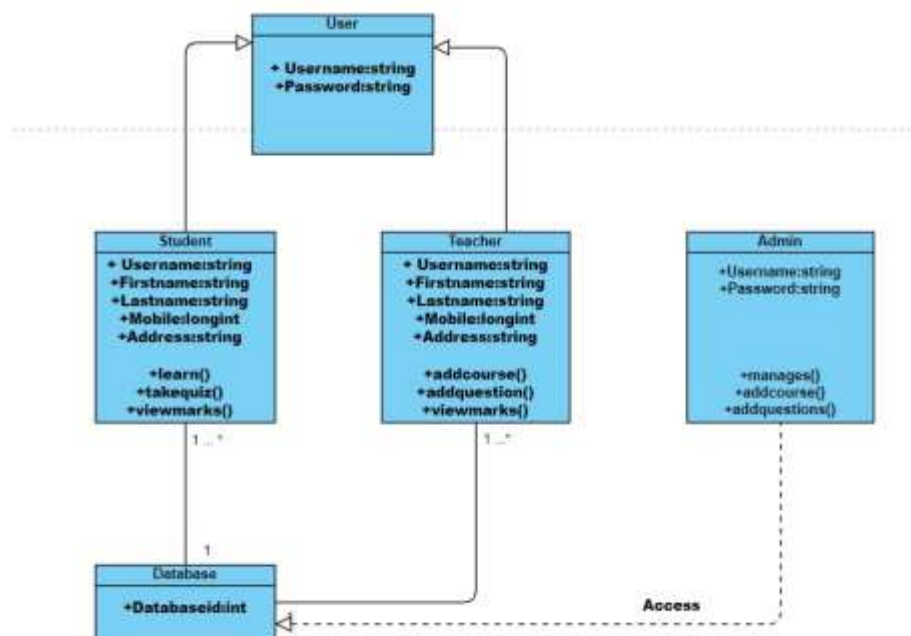 User
+ Username:string
+Password:string
Student
+ Username:string
+Firstname:string
+Lastname:string
+Mobile:longint
+Address:string
+learn()
+takequiz()
+viewmarks()
Teacher
+ Username:string
+Firstname:string
+Lastname:string
+Mobile:longint
+Address:string
+addcourse()
+addquestion()
+viewmarks()
Admin
+Username:string
+Password:string
+manages()
+addcourse()
+addquestions()
1 ... *
1...*
1
Database
+Databaseid:int
Access